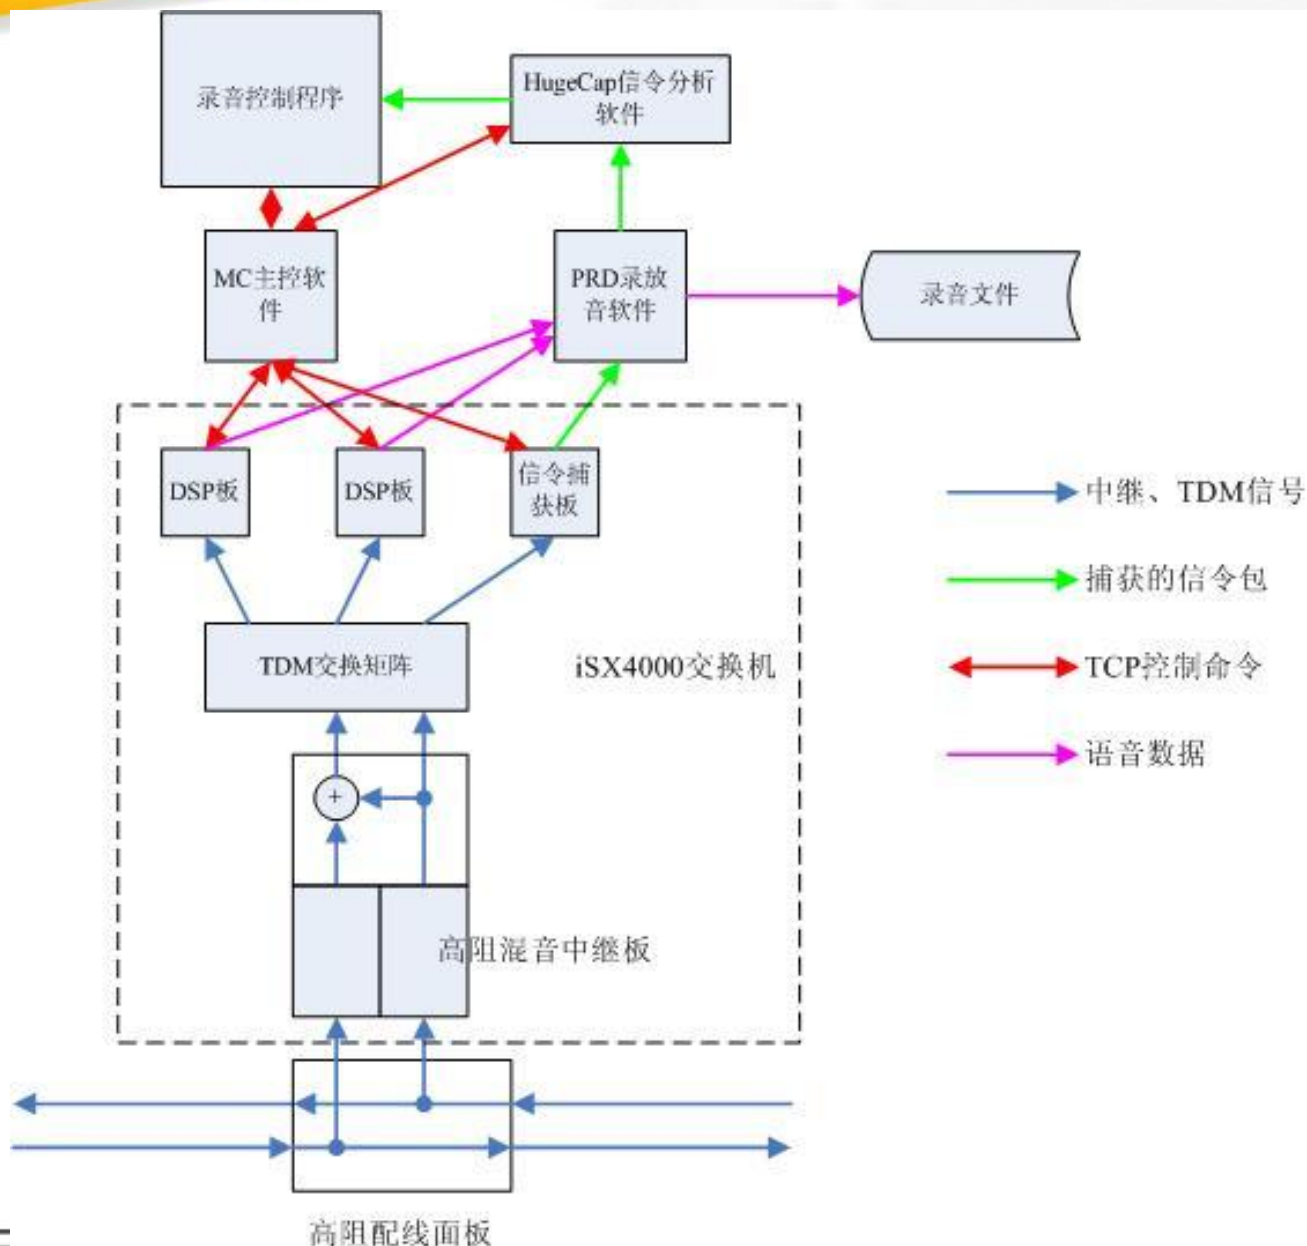 录音控制程序
HugeCap信令分析
软件
MC主控软
件
PRD录放
音软件
录音文件
DSP板
DSP板
信令捕
获板
中继、TDM信号
捕获的信令包
TCP控制命令
语音数据
TDM交换矩阵
iSX4000交换机
+
高阻混音中继板
高阻配线面板